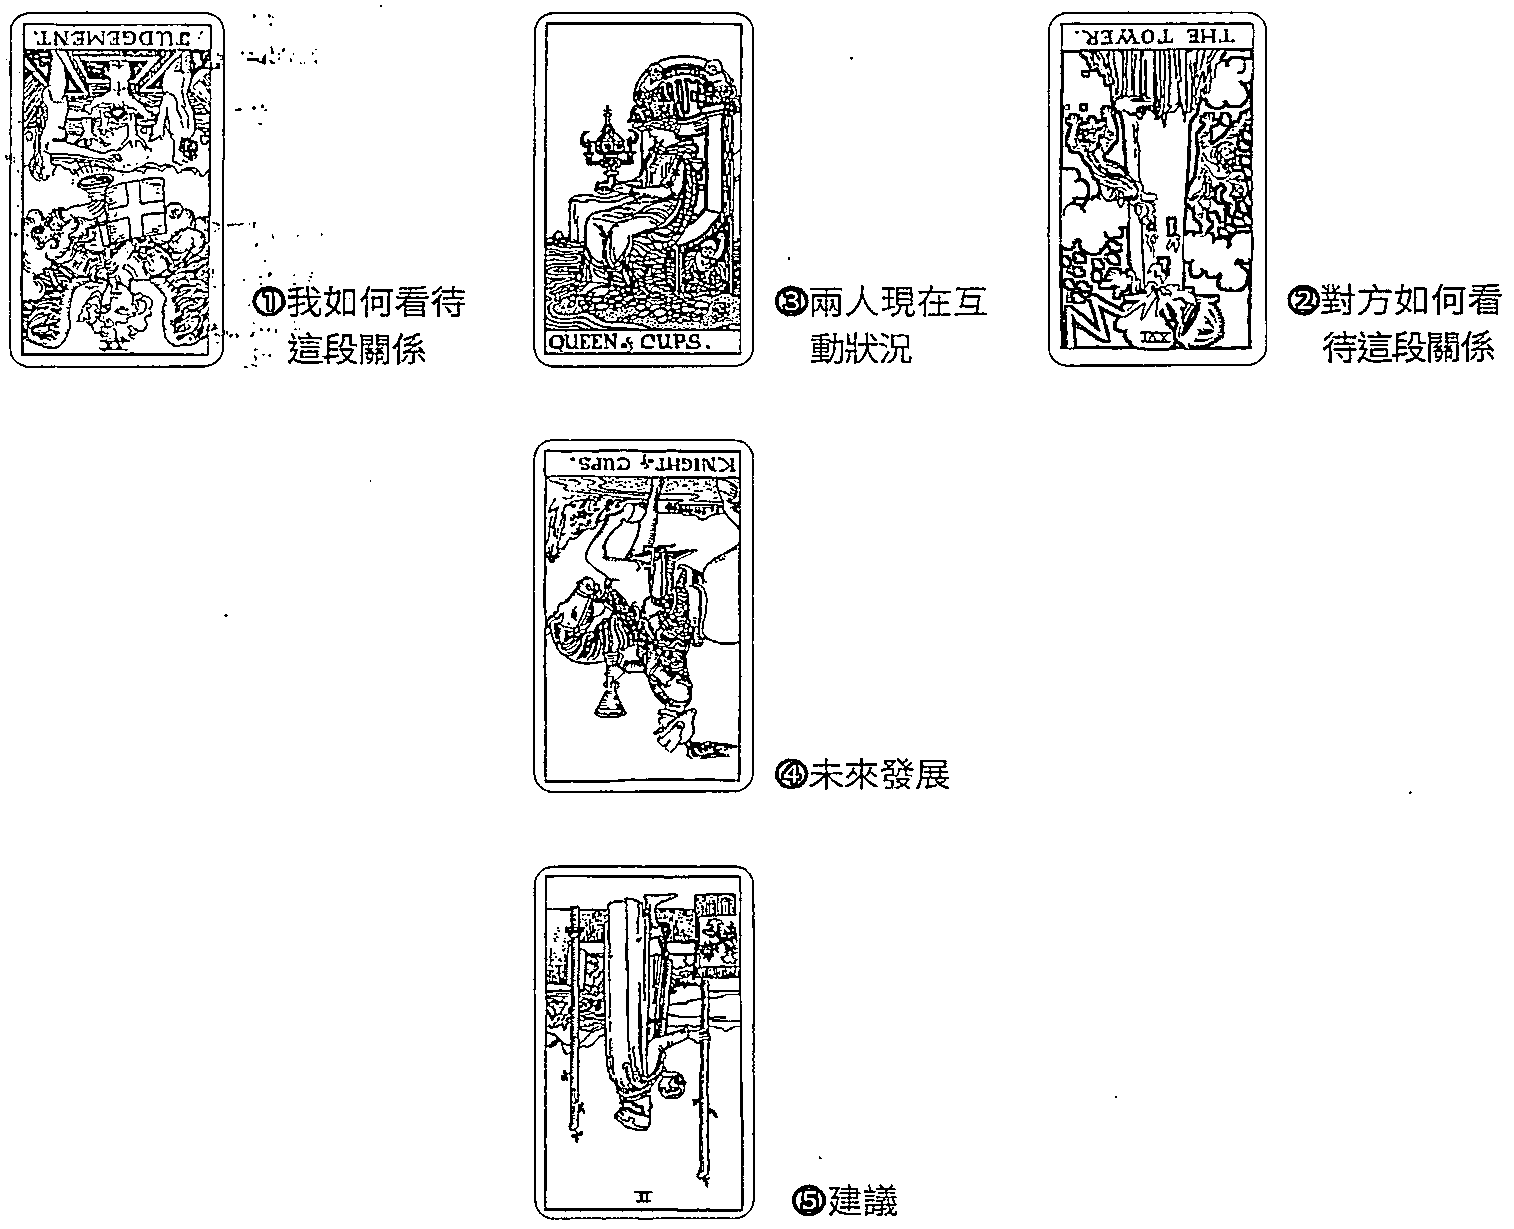 JUDGEMENT.
XX
①我如何看待
這段關係
QUEEN of CUPS.
③兩人現在互
動狀況
THE TOWER.
XVI
②對方如何看
待這段關係
KNIGHT of CUPS.
④未來發展
II
⑤建議